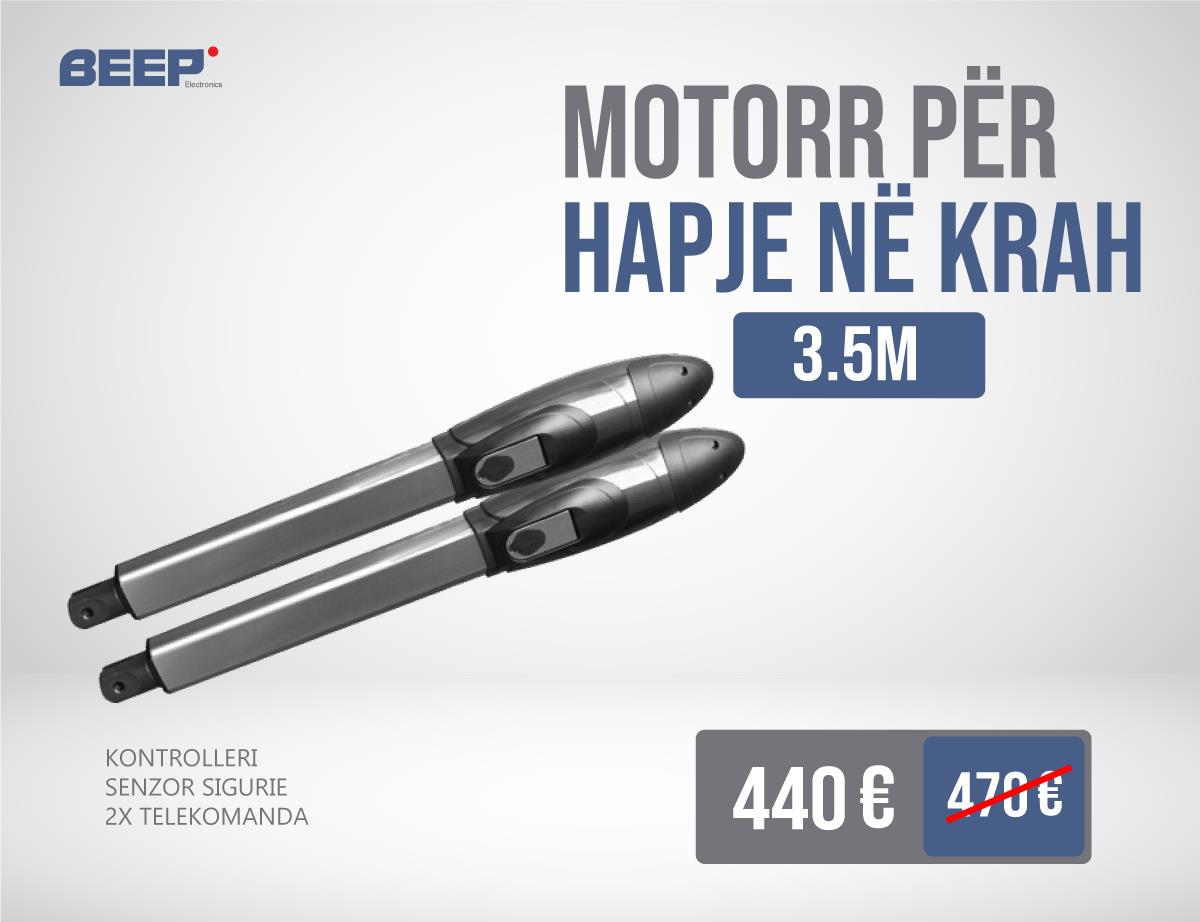 BEEP
Electronics
MOTORR PËR
HAPJE NË KRAH
3.5M
KONTROLLERI
SENZOR SIGURIE
2X TELEKOMANDA
440 €
470 €